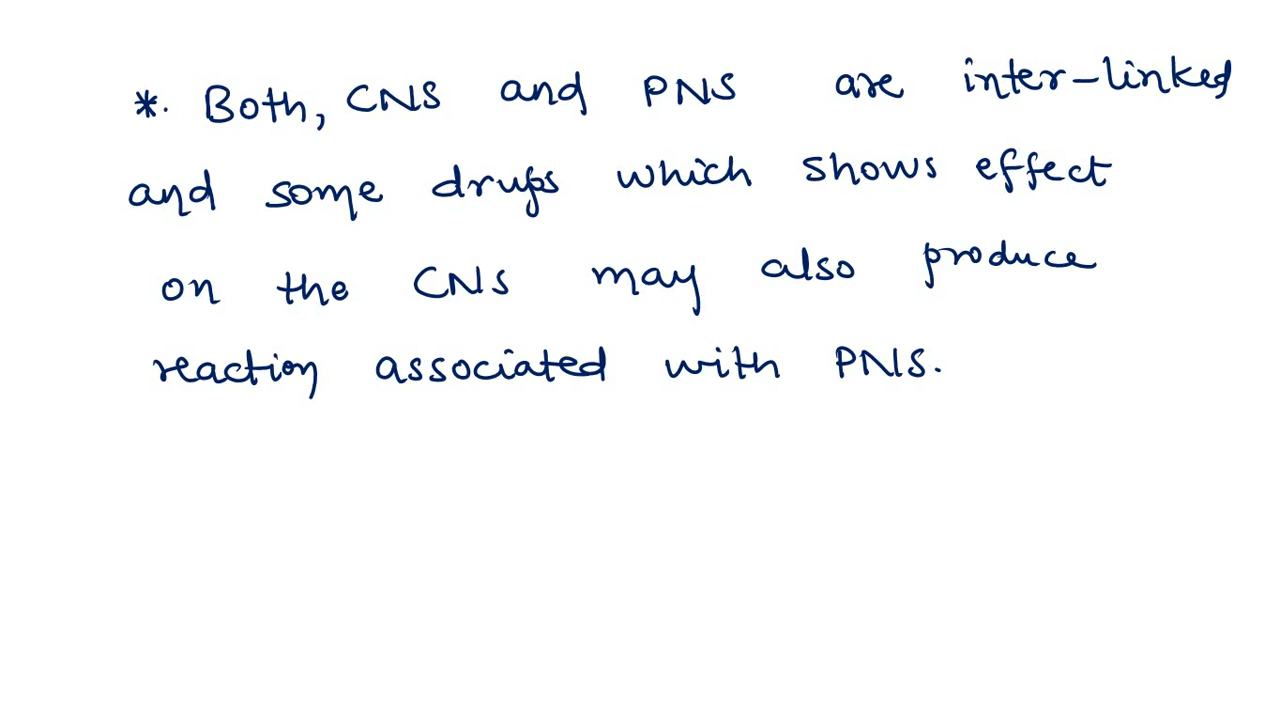 *. Both, CNS and PNS are inter-linked
and some drugs which shows effect
on the CNS may also produce
reaction associated with PNS.